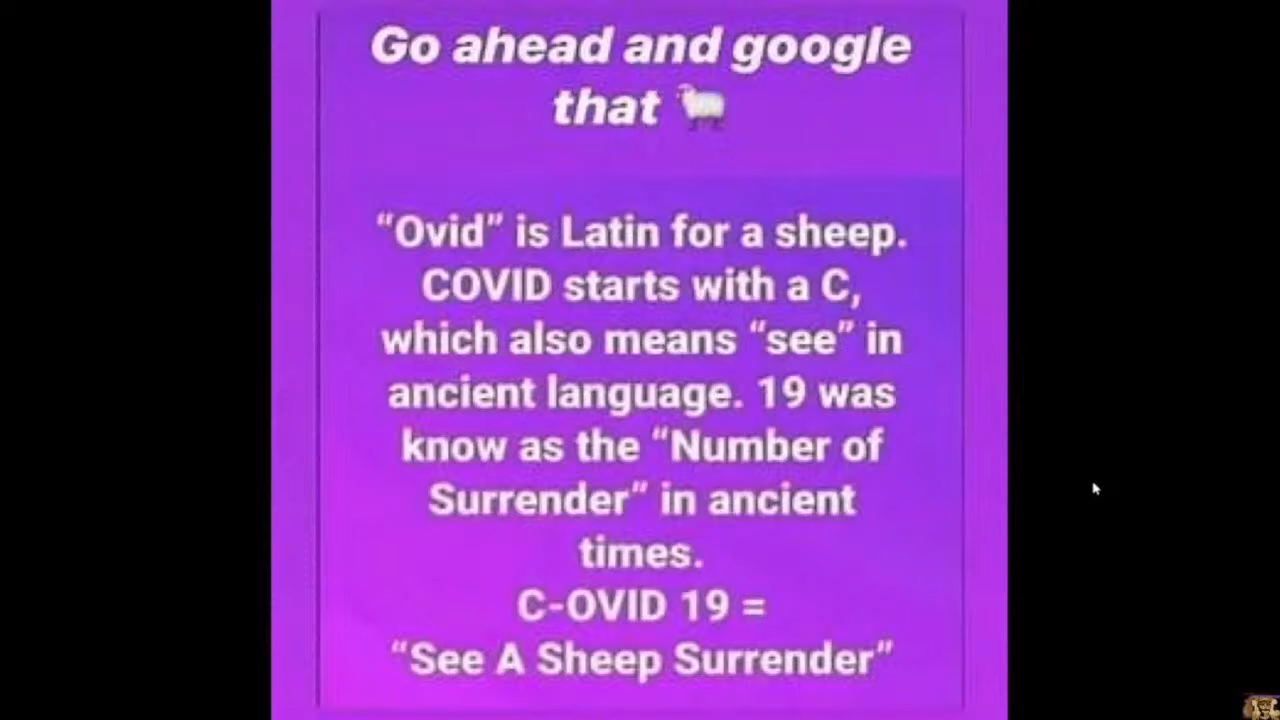 Go ahead and google
that 🐑
“Ovid” is Latin for a sheep.
COVID starts with a C,
which also means “see” in
ancient language. 19 was
know as the “Number of
Surrender” in ancient
times.
C-OVID 19 =
“See A Sheep Surrender”